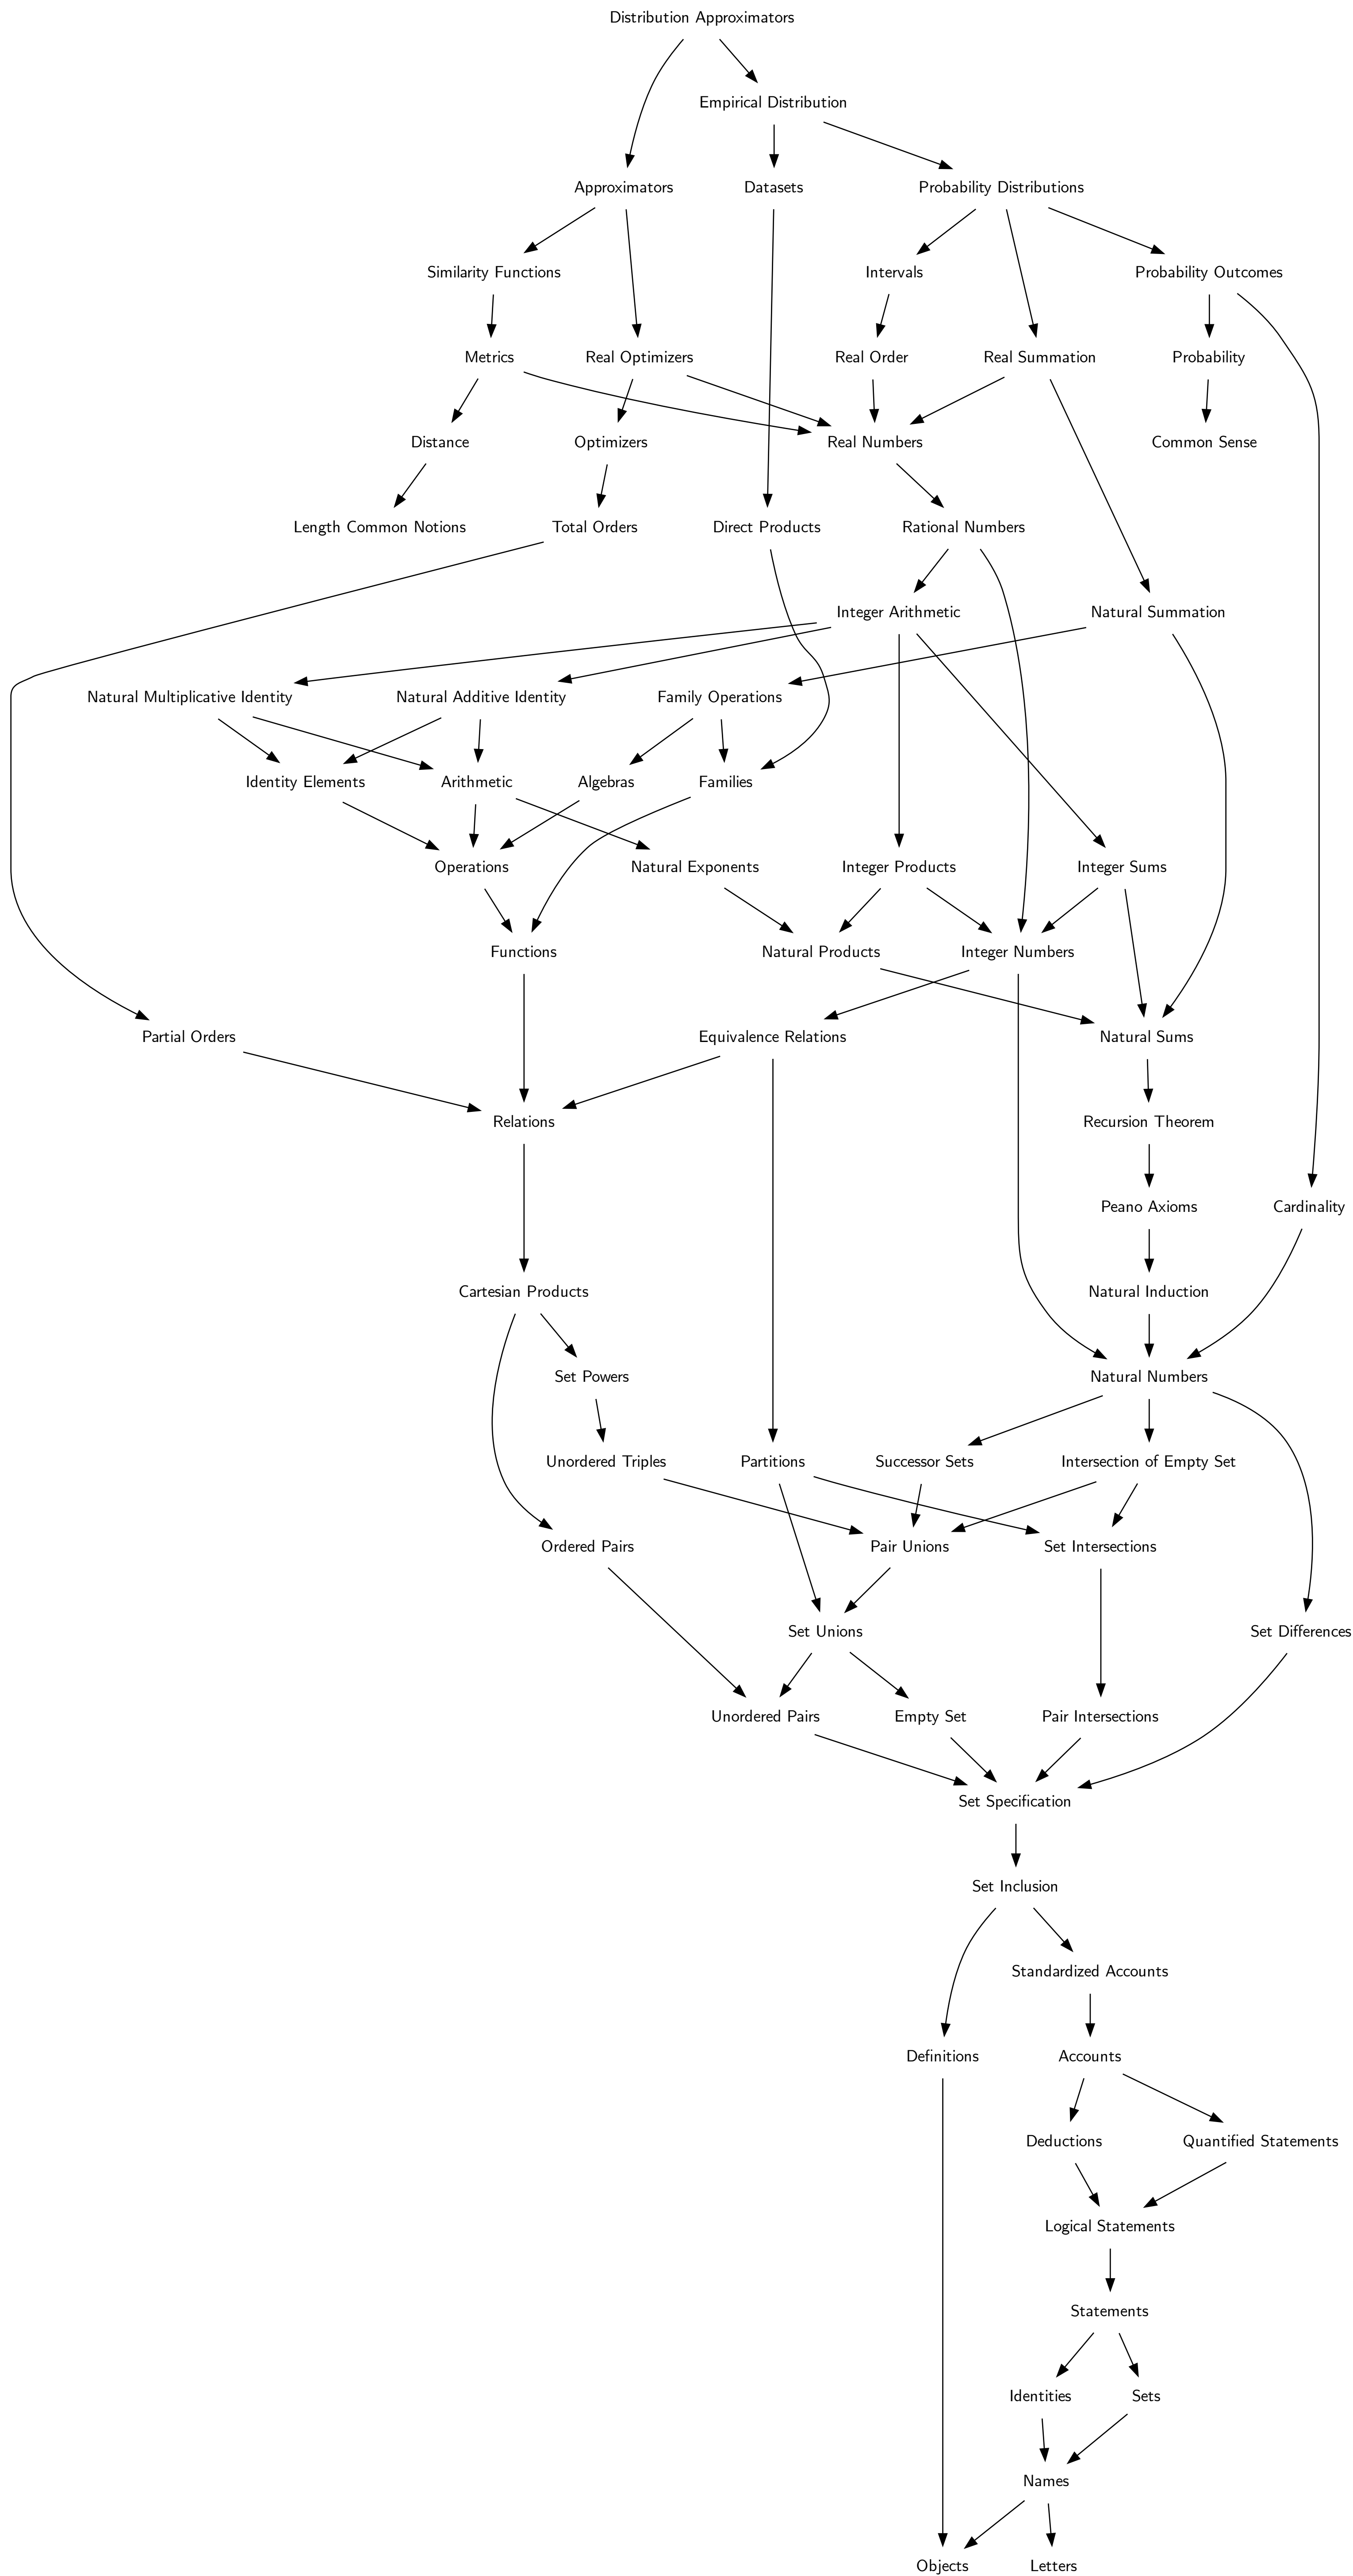 Distribution Approximators
Empirical Distribution
Approximators
Datasets
Probability Distributions
Similarity Functions
Intervals
Probability Outcomes
Metrics
Real Optimizers
Real Order
Real Summation
Probability
Distance
Optimizers
Real Numbers
Common Sense
Length Common Notions
Total Orders
Direct Products
Rational Numbers
Integer Arithmetic
Natural Summation
Natural Multiplicative Identity
Natural Additive Identity
Family Operations
Identity Elements
Arithmetic
Algebras
Families
Operations
Natural Exponents
Integer Products
Integer Sums
Functions
Natural Products
Integer Numbers
Partial Orders
Equivalence Relations
Natural Sums
Relations
Recursion Theorem
Peano Axioms
Cardinality
Cartesian Products
Natural Induction
Set Powers
Natural Numbers
Unordered Triples
Partitions
Successor Sets
Intersection of Empty Set
Ordered Pairs
Pair Unions
Set Intersections
Set Unions
Set Differences
Unordered Pairs
Empty Set
Pair Intersections
Set Specification
Set Inclusion
Standardized Accounts
Definitions
Accounts
Deductions
Quantified Statements
Logical Statements
Statements
Identities
Sets
Names
Objects
Letters